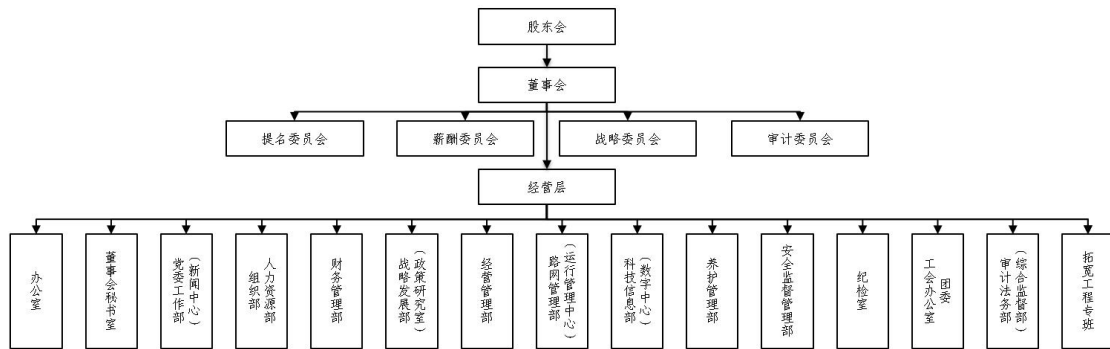 股东会
董事会
提名委员会
薪酬委员会
战略委员会
审计委员会
经营层
办公室
董事会秘书室
党委工作部
（新闻中心）
人力资源部
组织部
财务管理部
战略发展部
（政策研究室）
经营管理部
路网管理部
（运行管理中心）
科技信息部
（数字中心）
养护管理部
安全监督管理部
纪检室
工会办公室
团委
审计法务部
（综合监督部）
拓宽工程专班